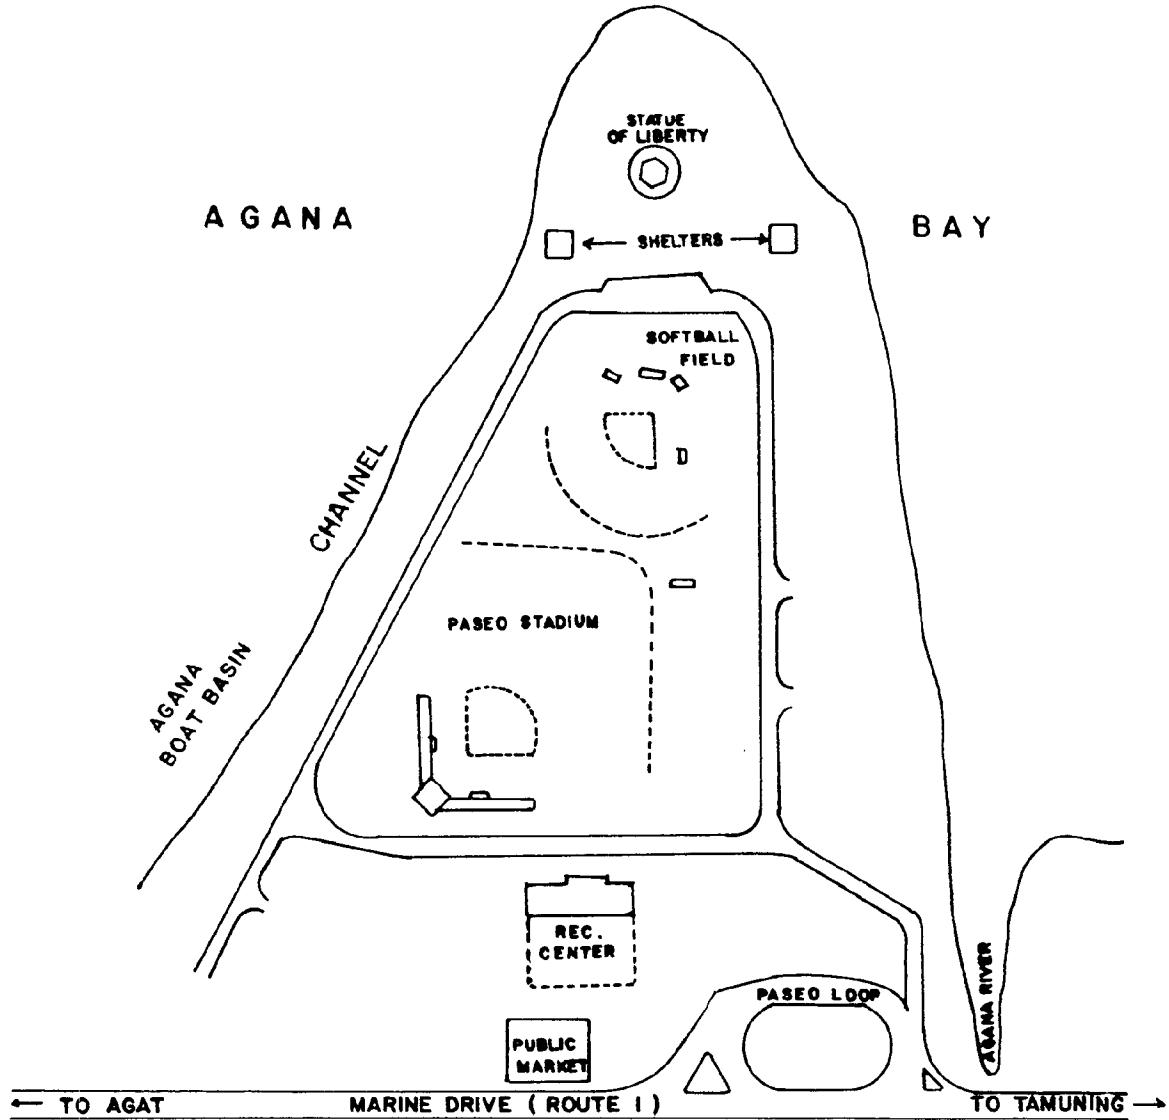 STATUE
OF LIBERTY
AGANA
BAY
← SHELTERS →
SOFTBALL
FIELD
CHANNEL
PASEO STADIUM
AGANA
BOAT BASIN
REC.
CENTER
PASEO LOOP
AGANA RIVER
PUBLIC
MARKET
← TO AGAT
MARINE DRIVE ( ROUTE 1 )
TO TAMUNING →